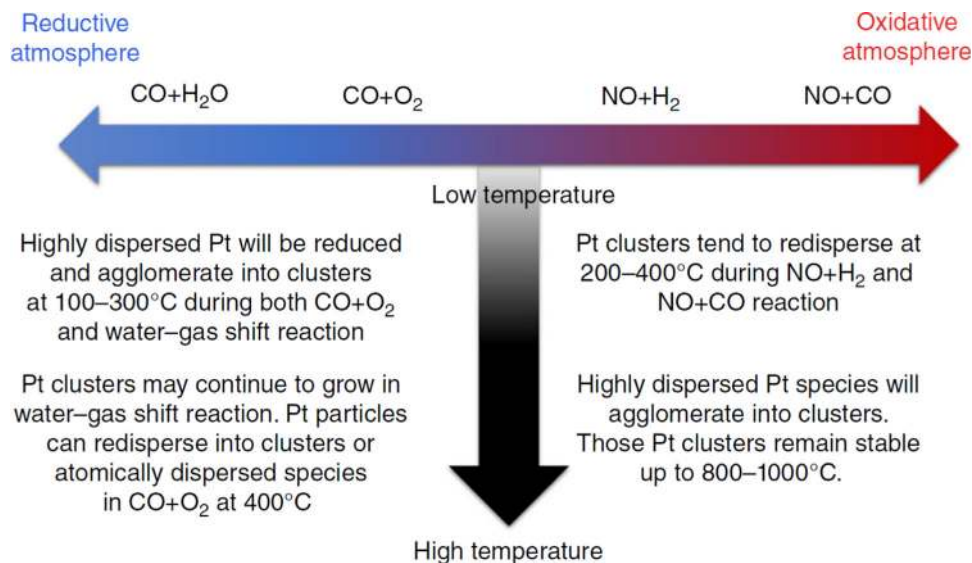 Reductive
atmosphere
Oxidative
atmosphere
CO+H₂O
CO+O₂
NO+H₂
NO+CO
Low temperature
Highly dispersed Pt will be reduced
and agglomerate into clusters
at 100–300°C during both CO+O₂
and water–gas shift reaction
Pt clusters tend to redisperse at
200–400°C during NO+H₂ and
NO+CO reaction
Pt clusters may continue to grow in
water–gas shift reaction. Pt particles
can redisperse into clusters or
atomically dispersed species
in CO+O₂ at 400°C
Highly dispersed Pt species will
agglomerate into clusters.
Those Pt clusters remain stable
up to 800–1000°C.
High temperature